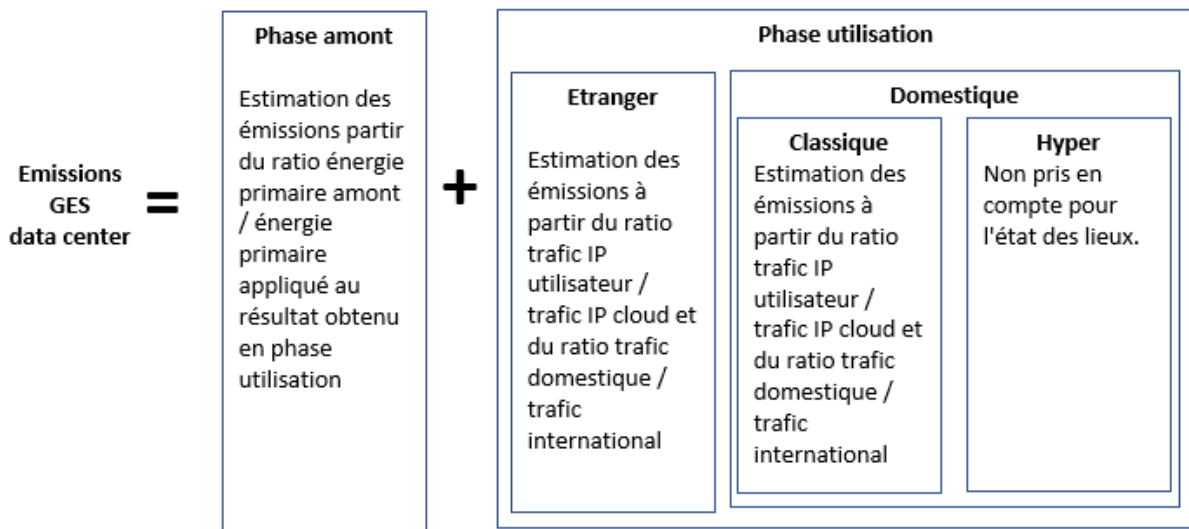 Emissions
GES
data center
=
Phase amont
Estimation des
émissions partir
du ratio énergie
primaire amont
/ énergie
primaire
appliqué au
résultat obtenu
en phase
utilisation
+
Phase utilisation
Etranger
Estimation des
émissions à
partir du ratio
trafic IP
utilisateur /
trafic IP cloud et
du ratio trafic
domestique /
trafic
international
Domestique
Classique
Estimation des
émissions à
partir du ratio
trafic IP
utilisateur /
trafic IP cloud et
du ratio trafic
domestique /
trafic
international
Hyper
Non pris en
compte pour
l'état des lieux.